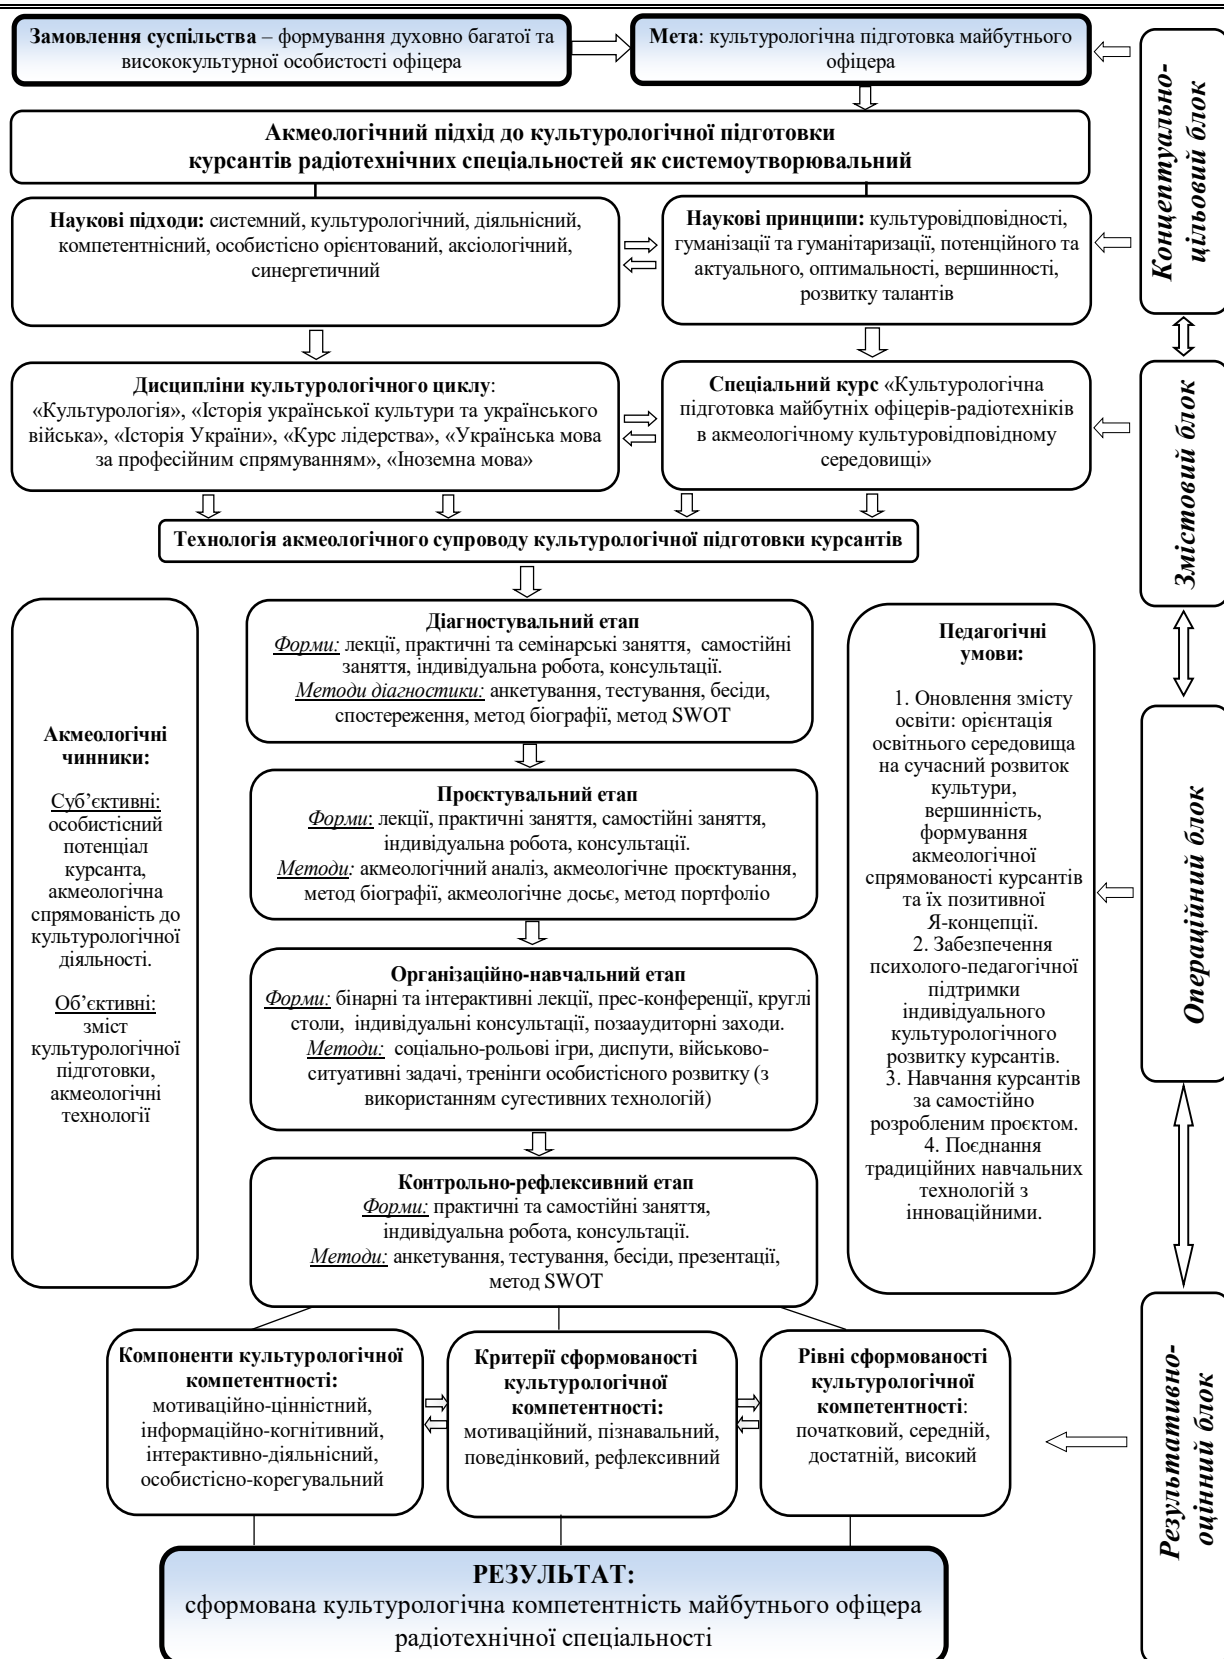 Замовлення суспільства – формування духовно багатої та
висококультурної особистості офіцера
Мета: культурологічна підготовка майбутнього
офіцера
Концептуально-
цільовий блок
Акмеологічний підхід до культурологічної підготовки
курсантів радіотехнічних спеціальностей як системоутворювальний
Наукові підходи: системний, культурологічний, діяльнісний,
компетентнісний, особистісно орієнтований, аксіологічний,
синергетичний
Наукові принципи: культуровідповідності,
гуманізації та гуманітаризації, потенційного та
актуального, оптимальності, вершинності,
розвитку талантів
Дисципліни культурологічного циклу:
«Культурологія», «Історія української культури та українського
війська», «Історія України», «Курс лідерства», «Українська мова
за професійним спрямуванням», «Іноземна мова»
Спеціальний курс «Культурологічна
підготовка майбутніх офіцерів-радіотехніків
в акмеологічному культуровідповідному
середовищі»
Змістовий блок
Технологія акмеологічного супроводу культурологічної підготовки курсантів
Акмеологічні
чинники:
Суб’єктивні:
особистісний
потенціал
курсанта,
акмеологічна
спрямованість до
культурологічної
діяльності.
Об’єктивні:
зміст
культурологічної
підготовки,
акмеологічні
технології
Діагностувальний етап
Форми: лекції, практичні та семінарські заняття, самостійні
заняття, індивідуальна робота, консультації.
Методи діагностики: анкетування, тестування, бесіди,
спостереження, метод біографії, метод SWOT
Проєктувальний етап
Форми: лекції, практичні заняття, самостійні заняття,
індивідуальна робота, консультації.
Методи: акмеологічний аналіз, акмеологічне проєктування,
метод біографії, акмеологічне досьє, метод портфоліо
Організаційно-навчальний етап
Форми: бінарні та інтерактивні лекції, прес-конференції, круглі
столи, індивідуальні консультації, позааудиторні заходи.
Методи: соціально-рольові ігри, диспути, військово-
ситуативні задачі, тренінги особистісного розвитку (з
використанням сугестивних технологій)
Контрольно-рефлексивний етап
Форми: практичні та самостійні заняття,
індивідуальна робота, консультації.
Методи: анкетування, тестування, бесіди, презентації,
метод SWOT
Педагогічні
умови:
1. Оновлення змісту
освіти: орієнтація
освітнього середовища
на сучасний розвиток
культури,
вершинність,
формування
акмеологічної
спрямованості курсантів
та їх позитивної
Я-концепції.
2. Забезпечення
психолого-педагогічної
підтримки
індивідуального
культурологічного
розвитку курсантів.
3. Навчання курсантів
за самостійно
розробленим проєктом.
4. Поєднання
традиційних навчальних
технологій з
інноваційними.
Операційний блок
Компоненти культурологічної
компетентності:
мотиваційно-цінністний,
інформаційно-когнітивний,
інтерактивно-діяльнісний,
особистісно-корегувальний
Критерії сформованості
культурологічної
компетентності:
мотиваційний, пізнавальний,
поведінковий, рефлексивний
Рівні сформованості
культурологічної
компетентності:
початковий, середній,
достатній, високий
Результативно-
оцінний блок
РЕЗУЛЬТАТ:
сформована культурологічна компетентність майбутнього офіцера
радіотехнічної спеціальності